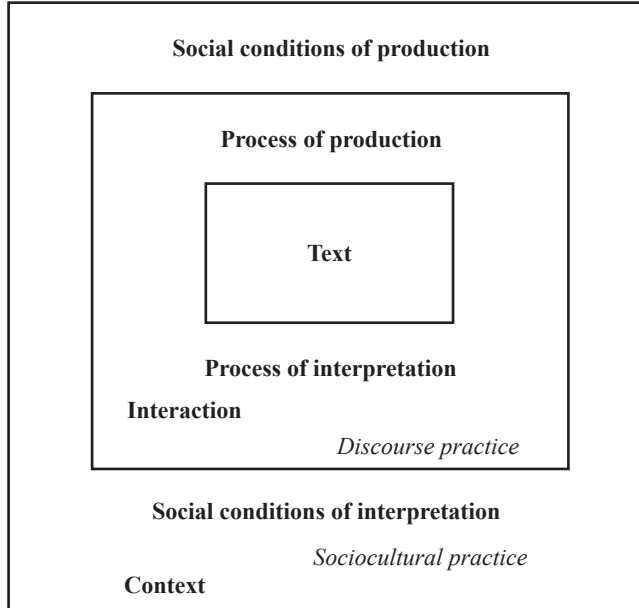 Social conditions of production
Process of production
Text
Process of interpretation
Interaction
Discourse practice
Social conditions of interpretation
Sociocultural practice
Context